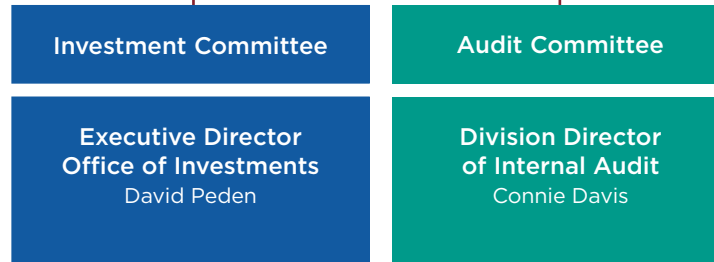 Investment Committee
Executive Director
Office of Investments
David Peden
Audit Committee
Division Director
of Internal Audit
Connie Davis